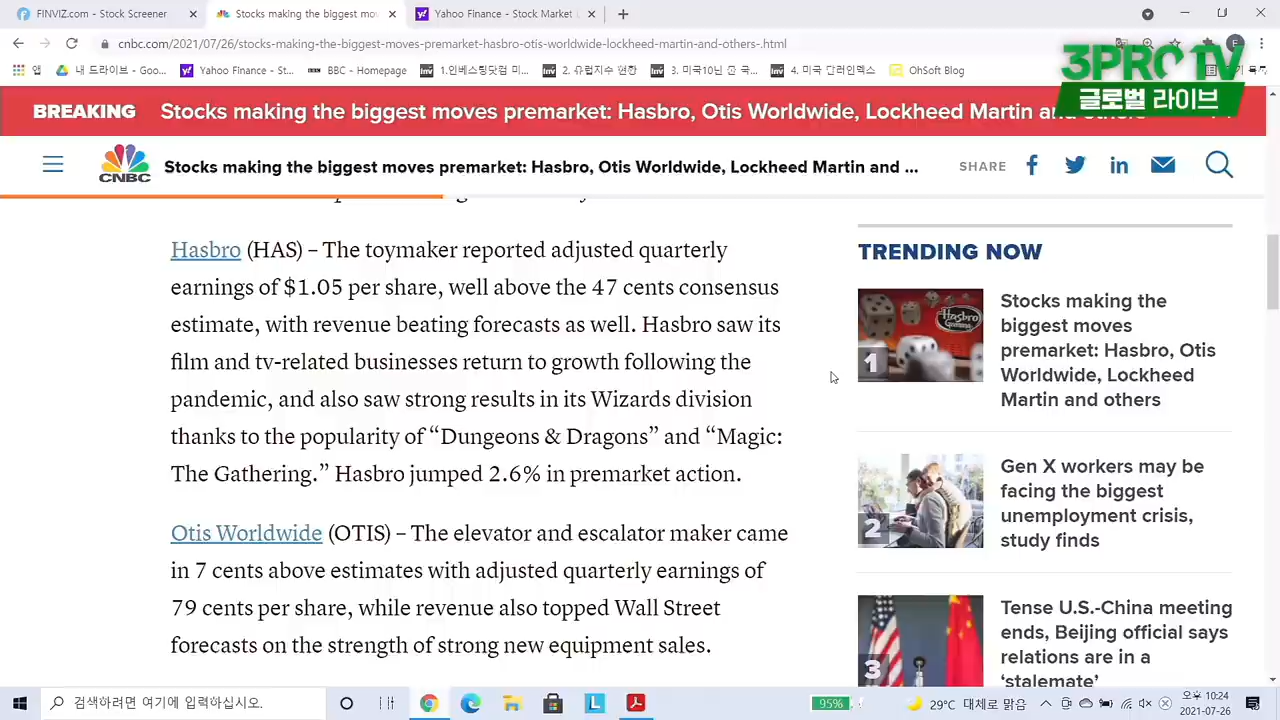 FINVIZ.com - Stock Screener
Stocks making the biggest mov
Yahoo Finance - Stock Market
cnbc.com/2021/07/26/stocks-making-the-biggest-moves-premarket-hasbro-otis-worldwide-lockheed-martin-and-others-.html
앱
내 드라이브 - Goo...
Yahoo Finance - St...
BBC - Homepage
1.인베스팅닷컴 미...
2. 유럽지수 현황
3. 미국10년 물 국...
OhSoft Blog
3PRO TV
글로벌 라이브
BREAKING Stocks making the biggest moves premarket: Hasbro, Otis Worldwide, Lockheed Martin and others
CNBC
Stocks making the biggest moves premarket: Hasbro, Otis Worldwide, Lockheed Martin and ...
SHARE
Hasbro (HAS) – The toymaker reported adjusted quarterly
earnings of $1.05 per share, well above the 47 cents consensus
estimate, with revenue beating forecasts as well. Hasbro saw its
film and tv-related businesses return to growth following the
pandemic, and also saw strong results in its Wizards division
thanks to the popularity of “Dungeons & Dragons” and “Magic:
The Gathering.” Hasbro jumped 2.6% in premarket action.
Otis Worldwide (OTIS) – The elevator and escalator maker came
in 7 cents above estimates with adjusted quarterly earnings of
79 cents per share, while revenue also topped Wall Street
forecasts on the strength of strong new equipment sales.
TRENDING NOW
Hasbro
1
Stocks making the
biggest moves
premarket: Hasbro, Otis
Worldwide, Lockheed
Martin and others
2
Gen X workers may be
facing the biggest
unemployment crisis,
study finds
3
Tense U.S.-China meeting
ends, Beijing official says
relations are in a
‘stalemate’
검색하려면 여기에 입력하십시오.
95%
29°C 대체로 맑음
오후 10:24
2021-07-26